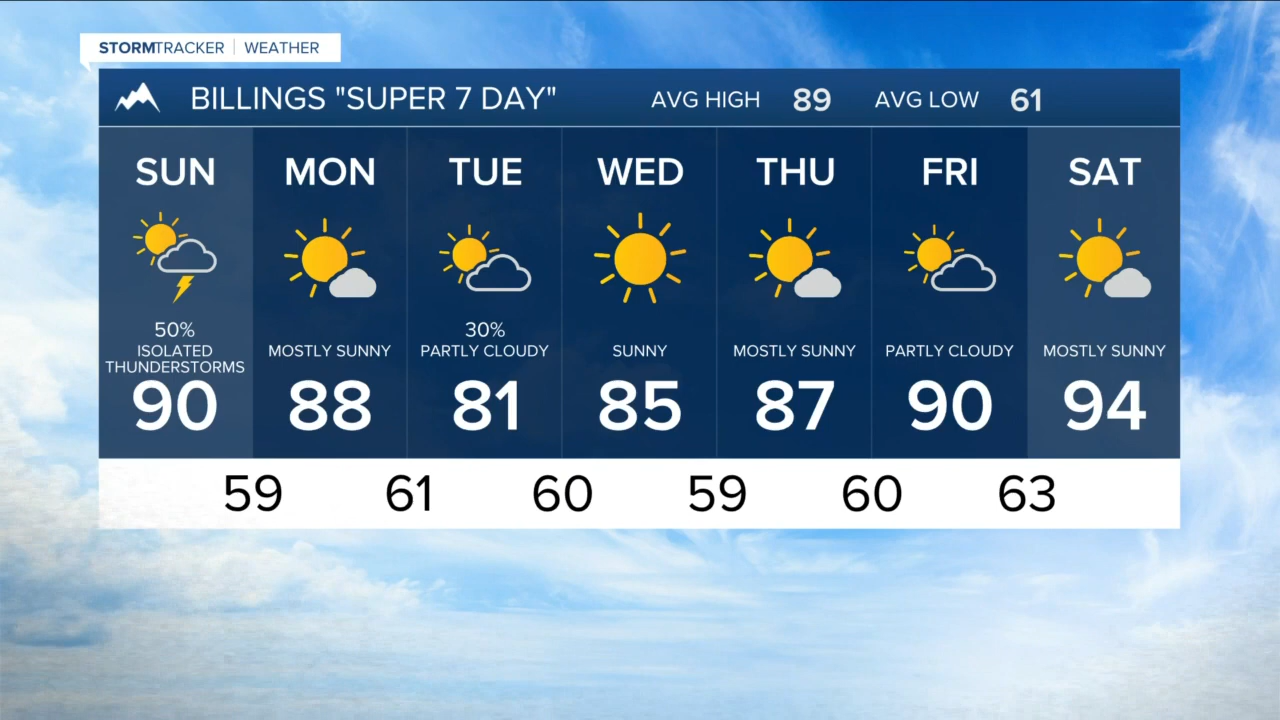 STORMTRACKER | WEATHER
BILLINGS "SUPER 7 DAY" AVG HIGH 89 AVG LOW 61
SUN MON TUE WED THU FRI SAT
50% 30%
ISOLATED MOSTLY SUNNY PARTLY CLOUDY SUNNY MOSTLY SUNNY PARTLY CLOUDY MOSTLY SUNNY
THUNDERSTORMS
90 88 81 85 87 90 94
59 61 60 59 60 63